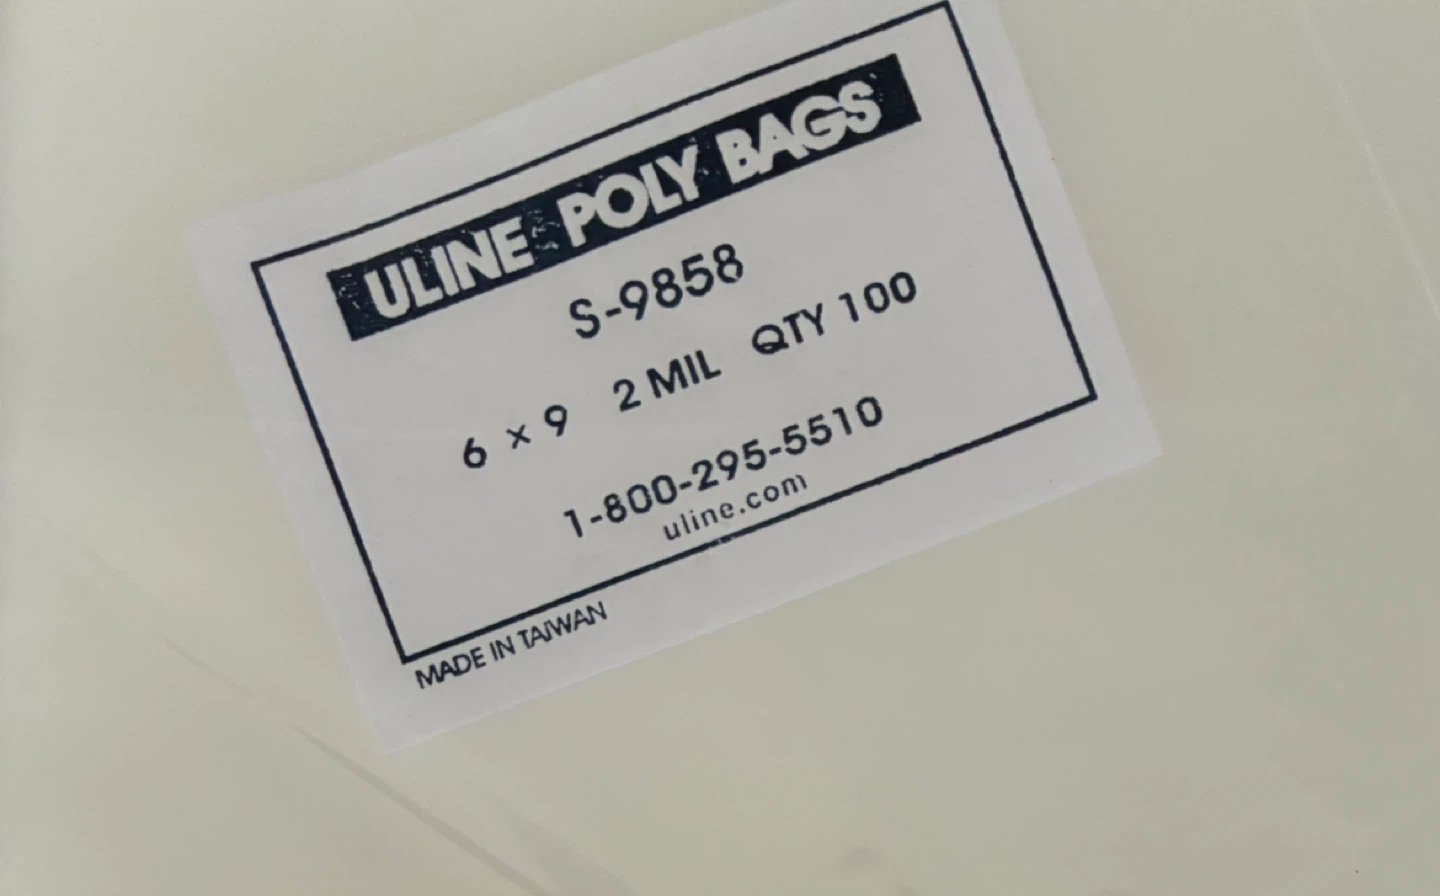 ULINE POLY BAGS
S-9858
6 × 9 2 MIL QTY 100
1-800-295-5510
uline.com
MADE IN TAIWAN